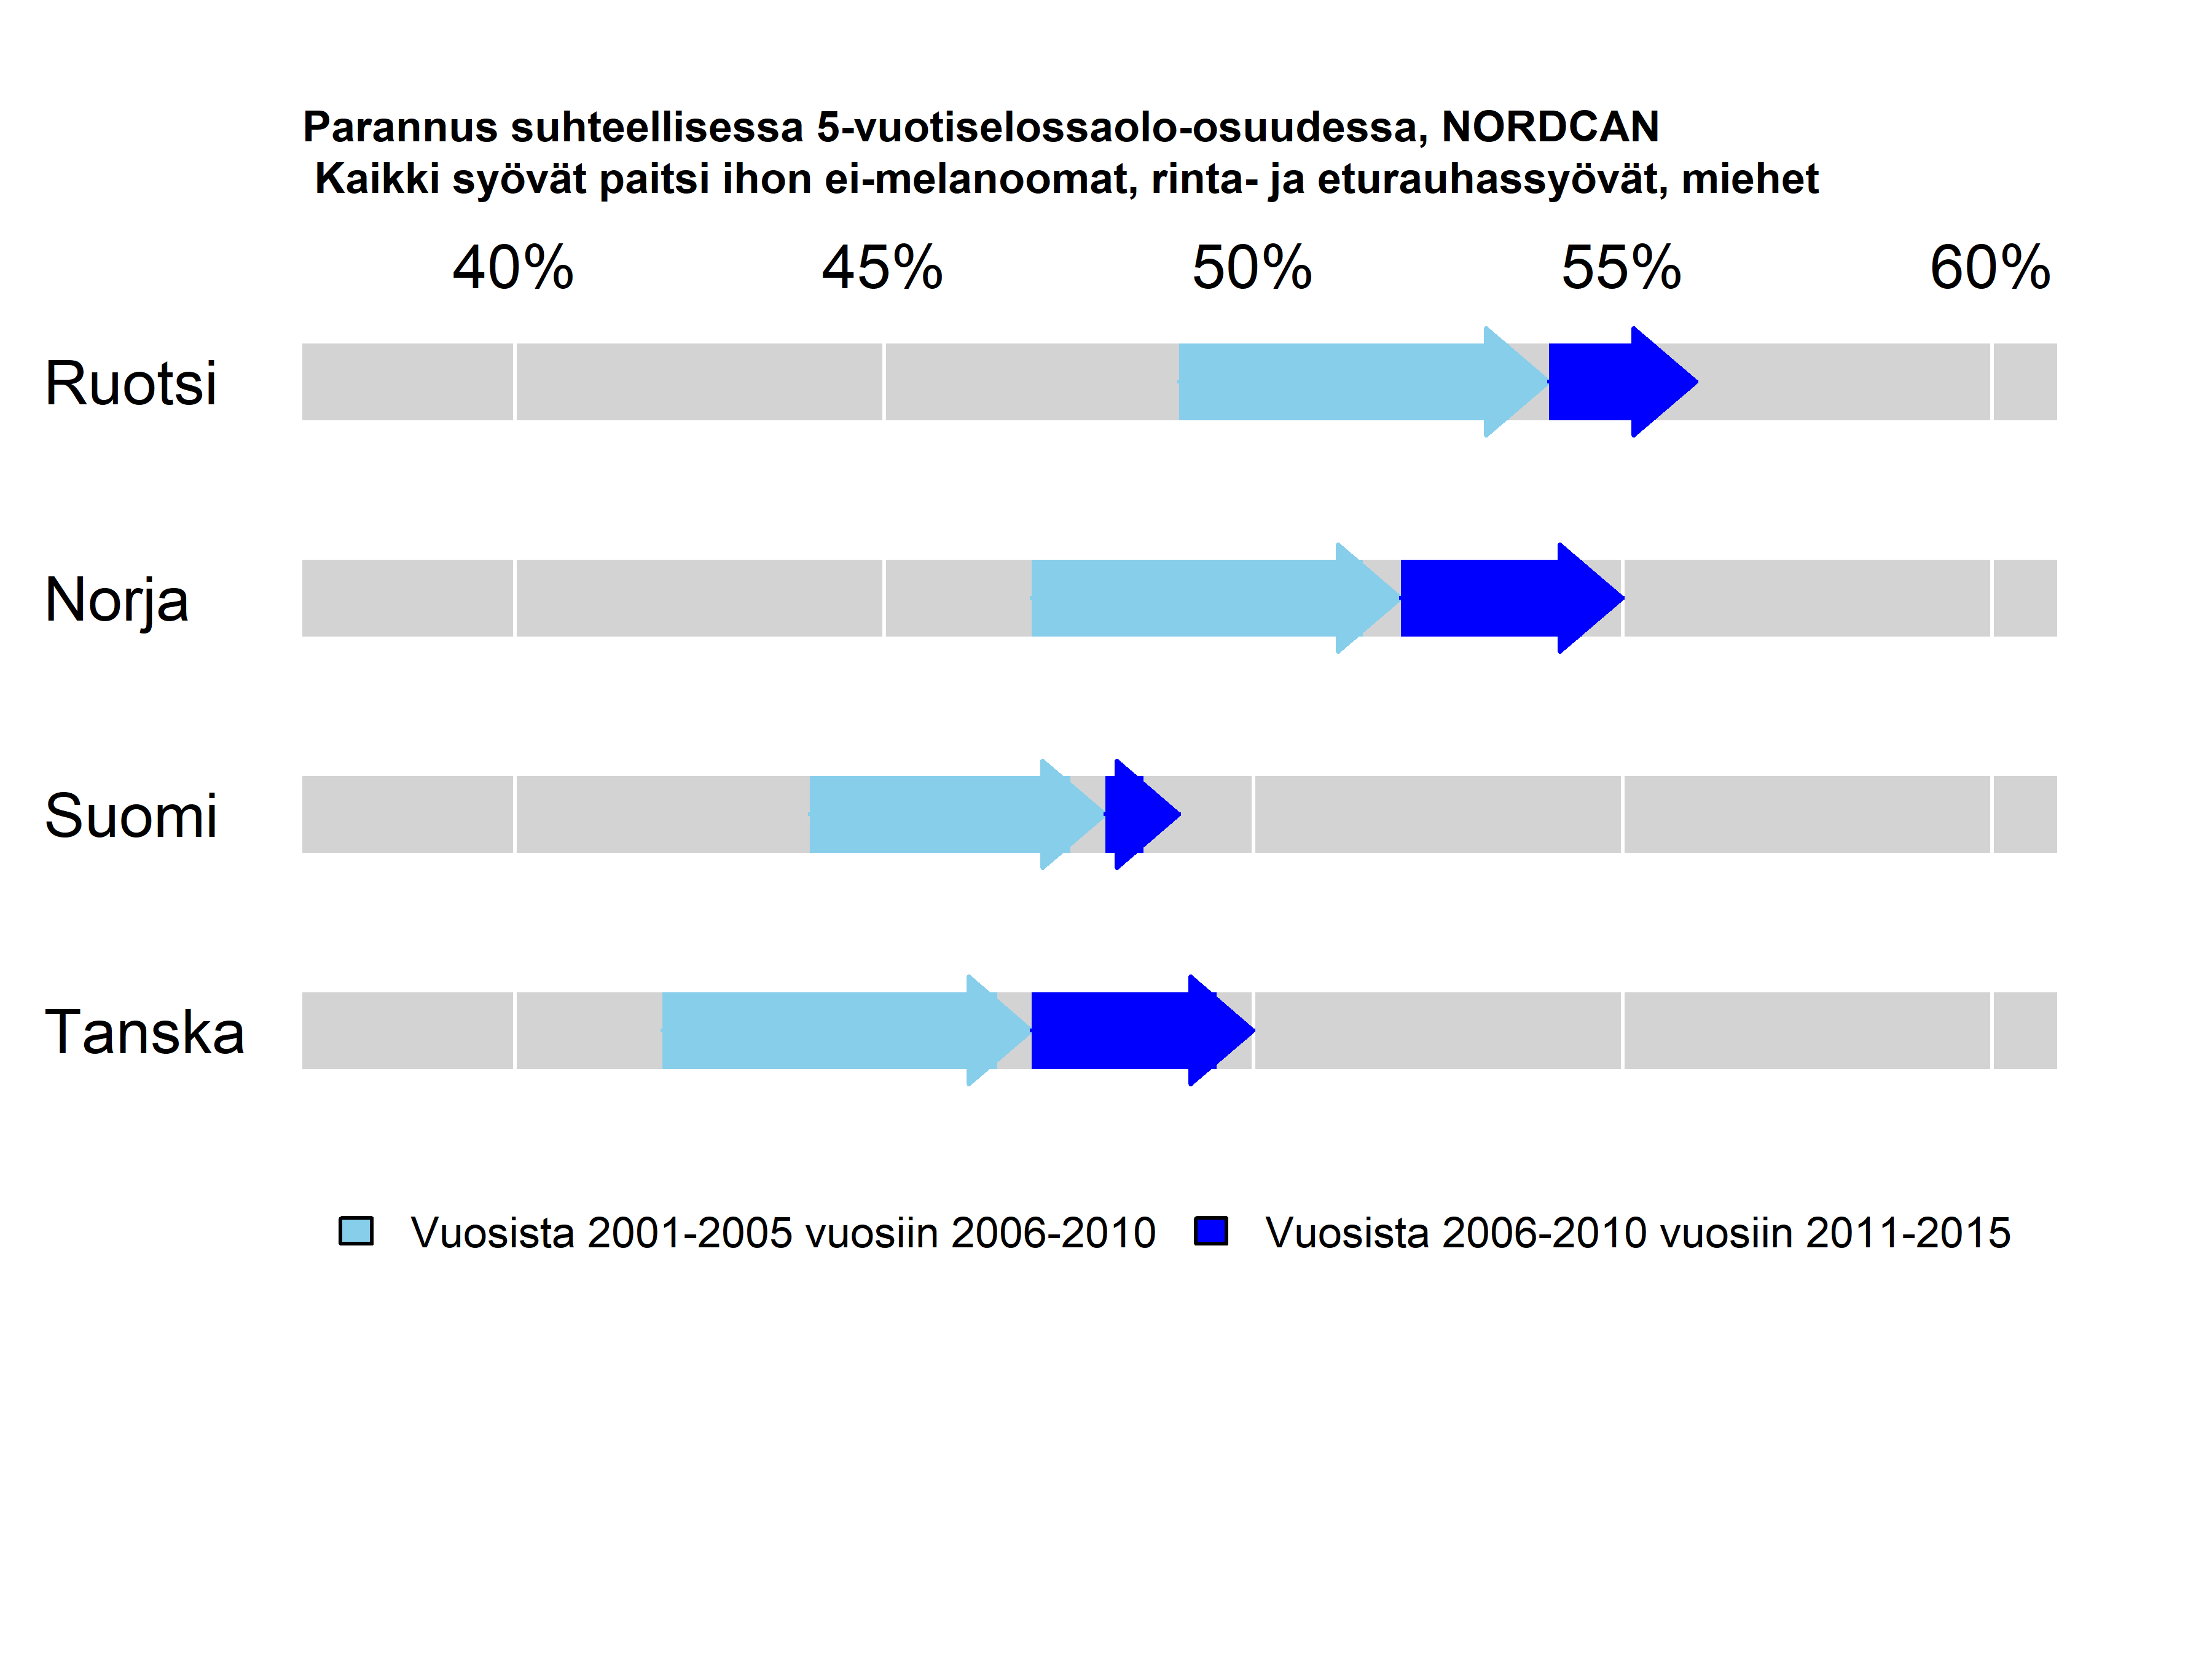 Parannus suhteellisessa 5-vuotiselossaolo-osuudessa, NORDCAN
Kaikki syövät paitsi ihon ei-melanoomat, rinta- ja eturauhassyövät, miehet
40% 45% 50% 55% 60%
Ruotsi
Norja
Suomi
Tanska
Vuosista 2001-2005 vuosiin 2006-2010 Vuosista 2006-2010 vuosiin 2011-2015